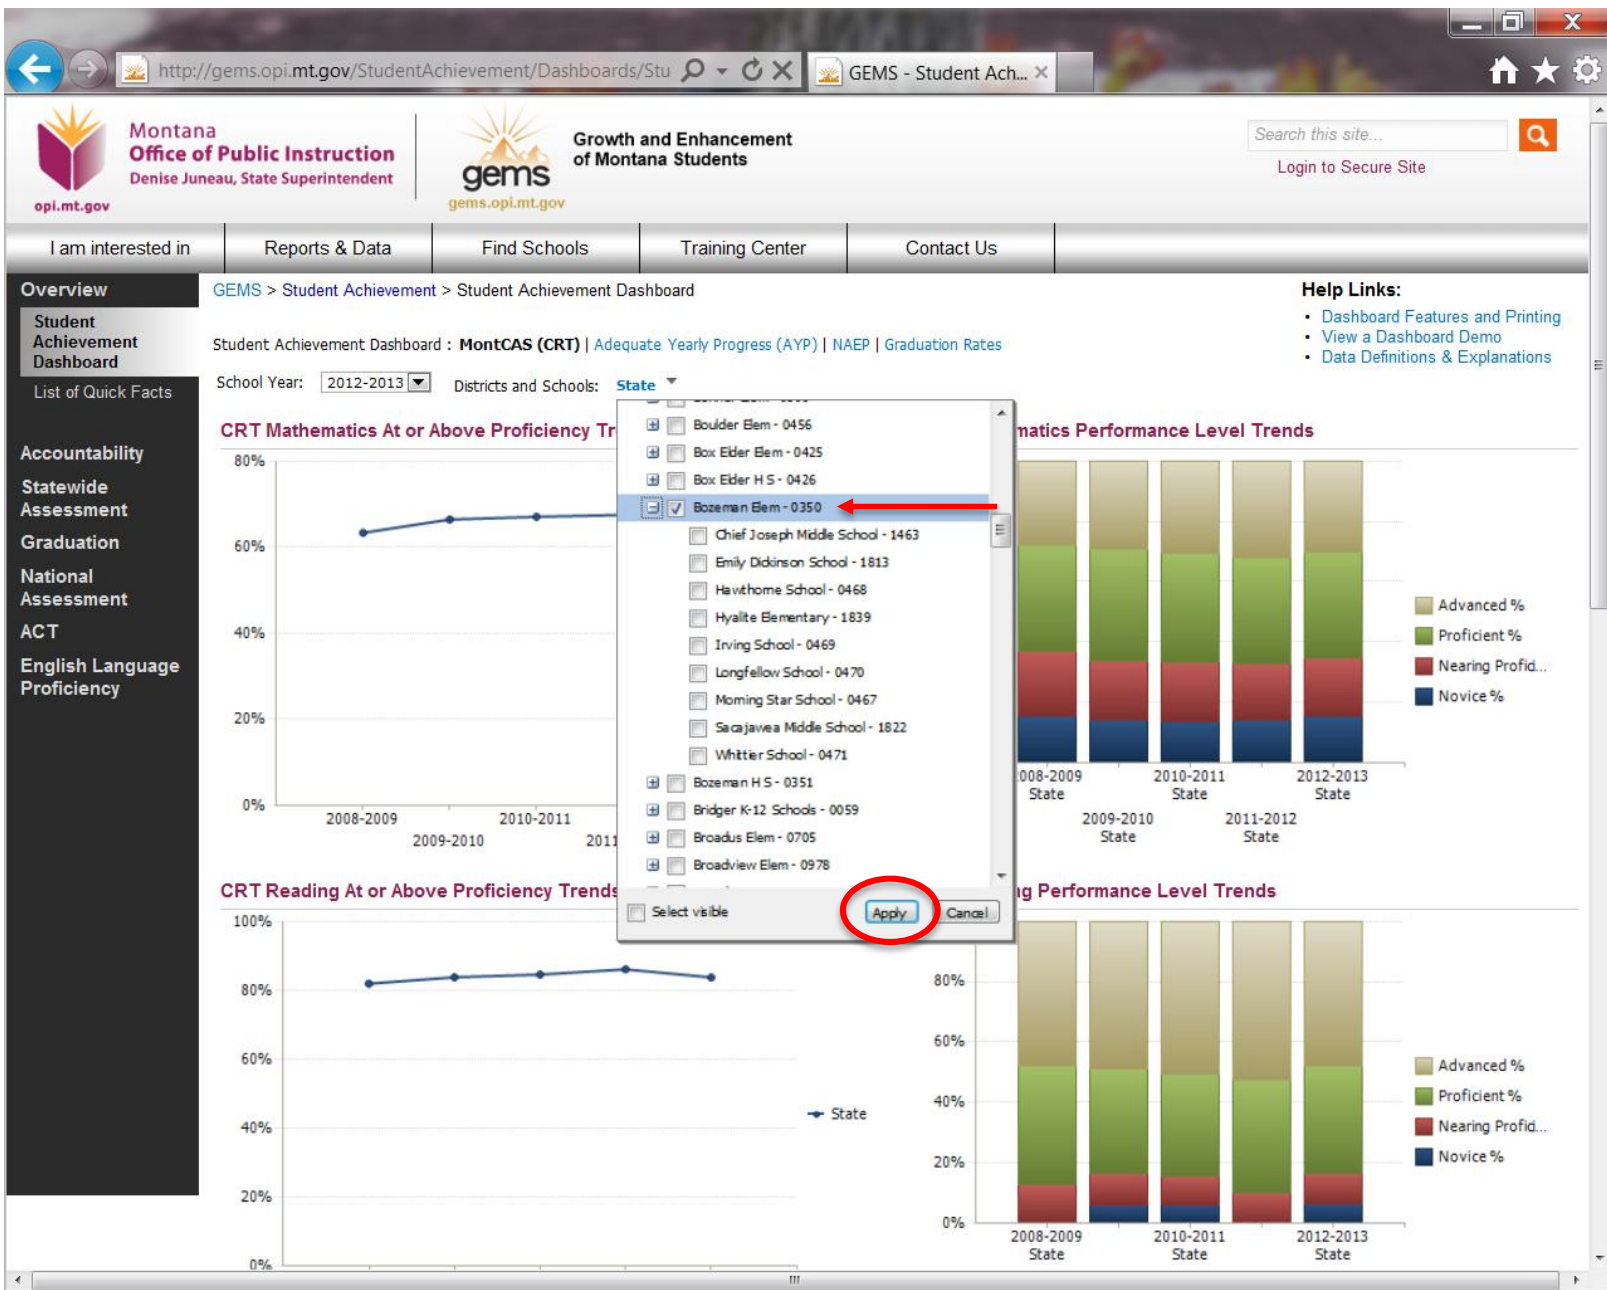 http://gems.opi.mt.gov/StudentAchievement/Dashboards/Stu
GEMS - Student Ach...
Montana
Office of Public Instruction
Denise Juneau, State Superintendent
opi.mt.gov
gems
gems.opi.mt.gov
Growth and Enhancement
of Montana Students
Search this site...
Login to Secure Site
I am interested in
Reports & Data
Find Schools
Training Center
Contact Us
Overview
Student
Achievement
Dashboard
List of Quick Facts
Accountability
Statewide
Assessment
Graduation
National
Assessment
ACT
English Language
Proficiency
GEMS > Student Achievement > Student Achievement Dashboard
Help Links:
• Dashboard Features and Printing
• View a Dashboard Demo
• Data Definitions & Explanations
Student Achievement Dashboard : MontCAS (CRT) | Adequate Yearly Progress (AYP) | NAEP | Graduation Rates
School Year: 2012-2013 Districts and Schools: State
CRT Mathematics At or Above Proficiency Tr
80%
60%
40%
20%
0%
2008-2009
2009-2010
2010-2011
2011
Boulder Elem - 0456
Box Elder Elem - 0425
Box Elder H S - 0426
Bozeman Elem - 0350
Chief Joseph Middle School - 1463
Emily Dickinson School - 1813
Hawthorne School - 0468
Hyalite Elementary - 1839
Irving School - 0469
Longfellow School - 0470
Morning Star School - 0467
Sacajawea Middle School - 1822
Whittier School - 0471
Bozeman H S - 0351
Bridger K-12 Schools - 0059
Broadus Elem - 0705
Broadview Elem - 0978
Select visible
Apply
Cancel
matics Performance Level Trends
Advanced %
Proficient %
Nearing Profid...
Novice %
008-2009
State
2009-2010
State
2010-2011
State
2011-2012
State
2012-2013
State
CRT Reading At or Above Proficiency Trends
100%
80%
60%
40%
20%
0%
State
ng Performance Level Trends
80%
60%
40%
20%
0%
2008-2009
State
2010-2011
State
2012-2013
State
Advanced %
Proficient %
Nearing Profid...
Novice %